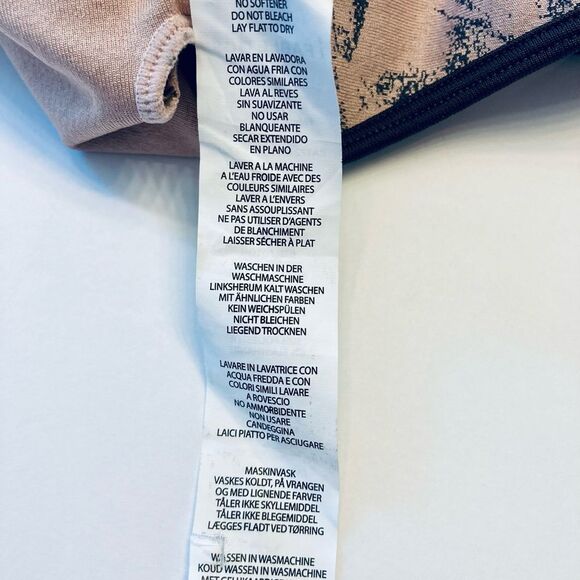 NO SOFTENER
DO NOT BLEACH
LAY FLAT TO DRY
LAVAR EN LAVADORA
CON AGUA FRIA CON
COLORES SIMILARES
LAVA AL REVES
SIN SUAVIZANTE
NO USAR
BLANQUEANTE
SECAR EXTENDIDO
EN PLANO
LAVER A LA MACHINE
A L'EAU FROIDE AVEC DES
COULEURS SIMILAIRES
LAVER A L'ENVERS
SANS ASSOUPLISSANT
NE PAS UTILISER D'AGENTS
DE BLANCHIMENT
LAISSER SÉCHER À PLAT
WASCHEN IN DER
WASCHMASCHINE
LINKSHERUM KALT WASCHEN
MIT ÄHNLICHEN FARBEN
KEIN WEICHSPÜLEN
NICHT BLEICHEN
LIEGEND TROCKNEN
LAVARE IN LAVATRICE CON
ACQUA FREDDA E CON
COLORI SIMILI LAVARE
A ROVESCIO
NO AMMORBIDENTE
NON USARE
CANDEGGINA
LAICI PIATTO PER ASCIUGARE
MASKINVASK
VASKES KOLDT, PÅ VRANGEN
OG MED LIGNENDE FARVER
TÅLER IKKE SKYLLEMIDDEL
TÅLER IKKE BLEGEMIDDEL
LÆGGES FLADT VED TØRRING
WASSEN IN WASMACHINE
KOUD WASSEN IN WASMACHINE
MET GELIJKAARDIGE